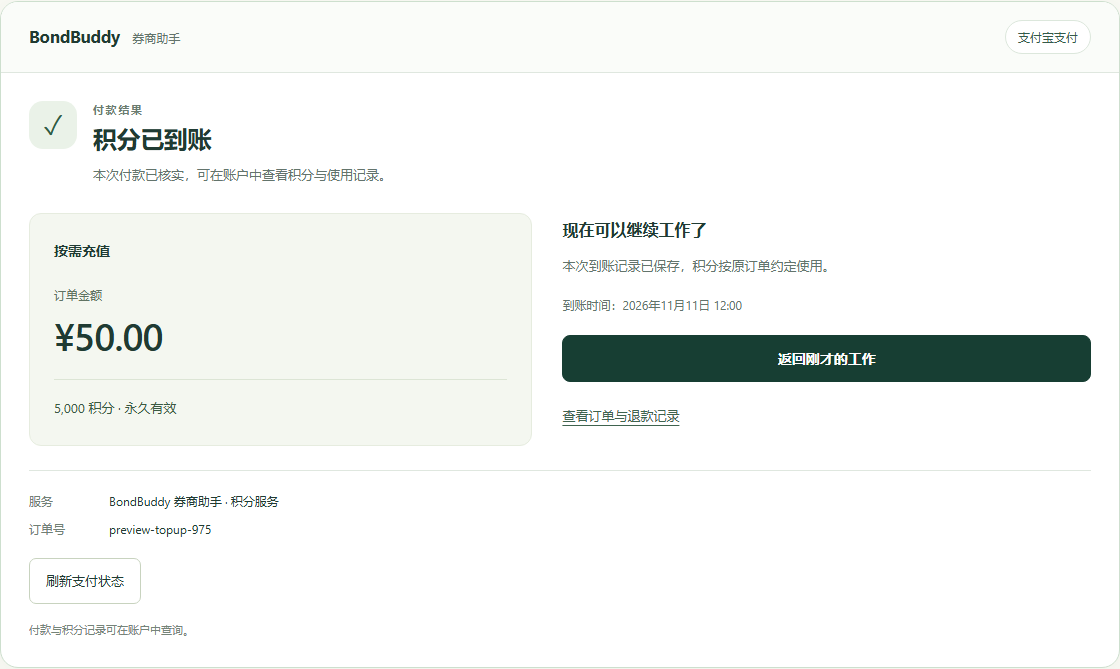 BondBuddy 券商助手
支付宝支付
✓
付款结果
积分已到账
本次付款已核实，可在账户中查看积分与使用记录。
按需充值
订单金额
¥50.00
5,000 积分 · 永久有效
现在可以继续工作了
本次到账记录已保存，积分按原订单约定使用。
到账时间：2026年11月11日 12:00
返回刚才的工作
查看订单与退款记录
服务 BondBuddy 券商助手 · 积分服务
订单号 preview-topup-975
刷新支付状态
付款与积分记录可在账户中查询。